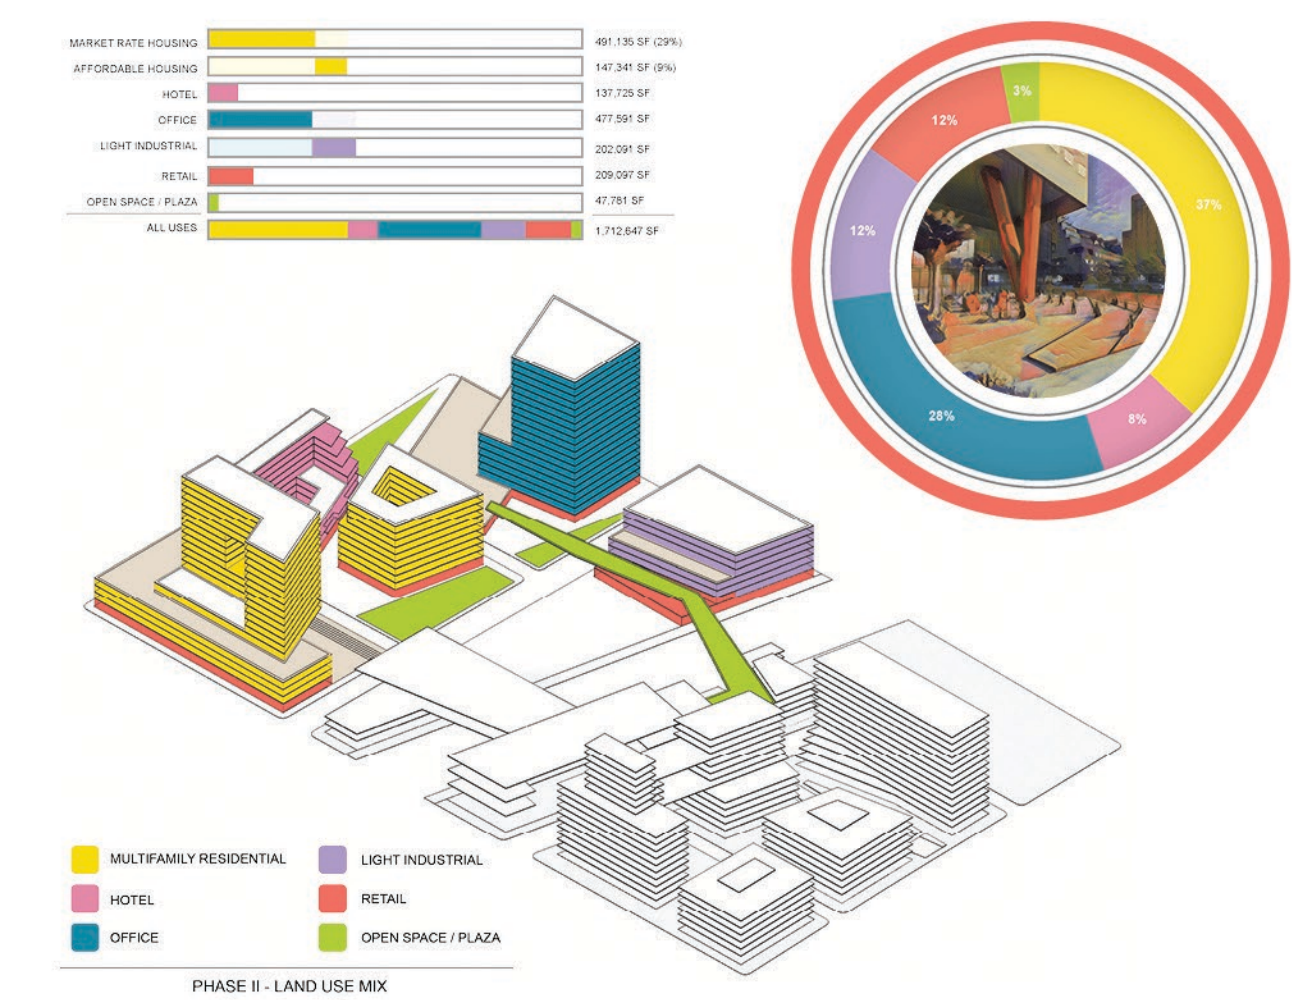 MARKET RATE HOUSING 491,135 SF (29%)
AFFORDABLE HOUSING 147,341 SF (9%)
HOTEL 137,725 SF
OFFICE 477,591 SF
LIGHT INDUSTRIAL 202,091 SF
RETAIL 209,097 SF
OPEN SPACE / PLAZA 47,781 SF
ALL USES 1,712,647 SF
3%
12%
37%
12%
28%
8%
MULTIFAMILY RESIDENTIAL
HOTEL
OFFICE
LIGHT INDUSTRIAL
RETAIL
OPEN SPACE / PLAZA
PHASE II - LAND USE MIX